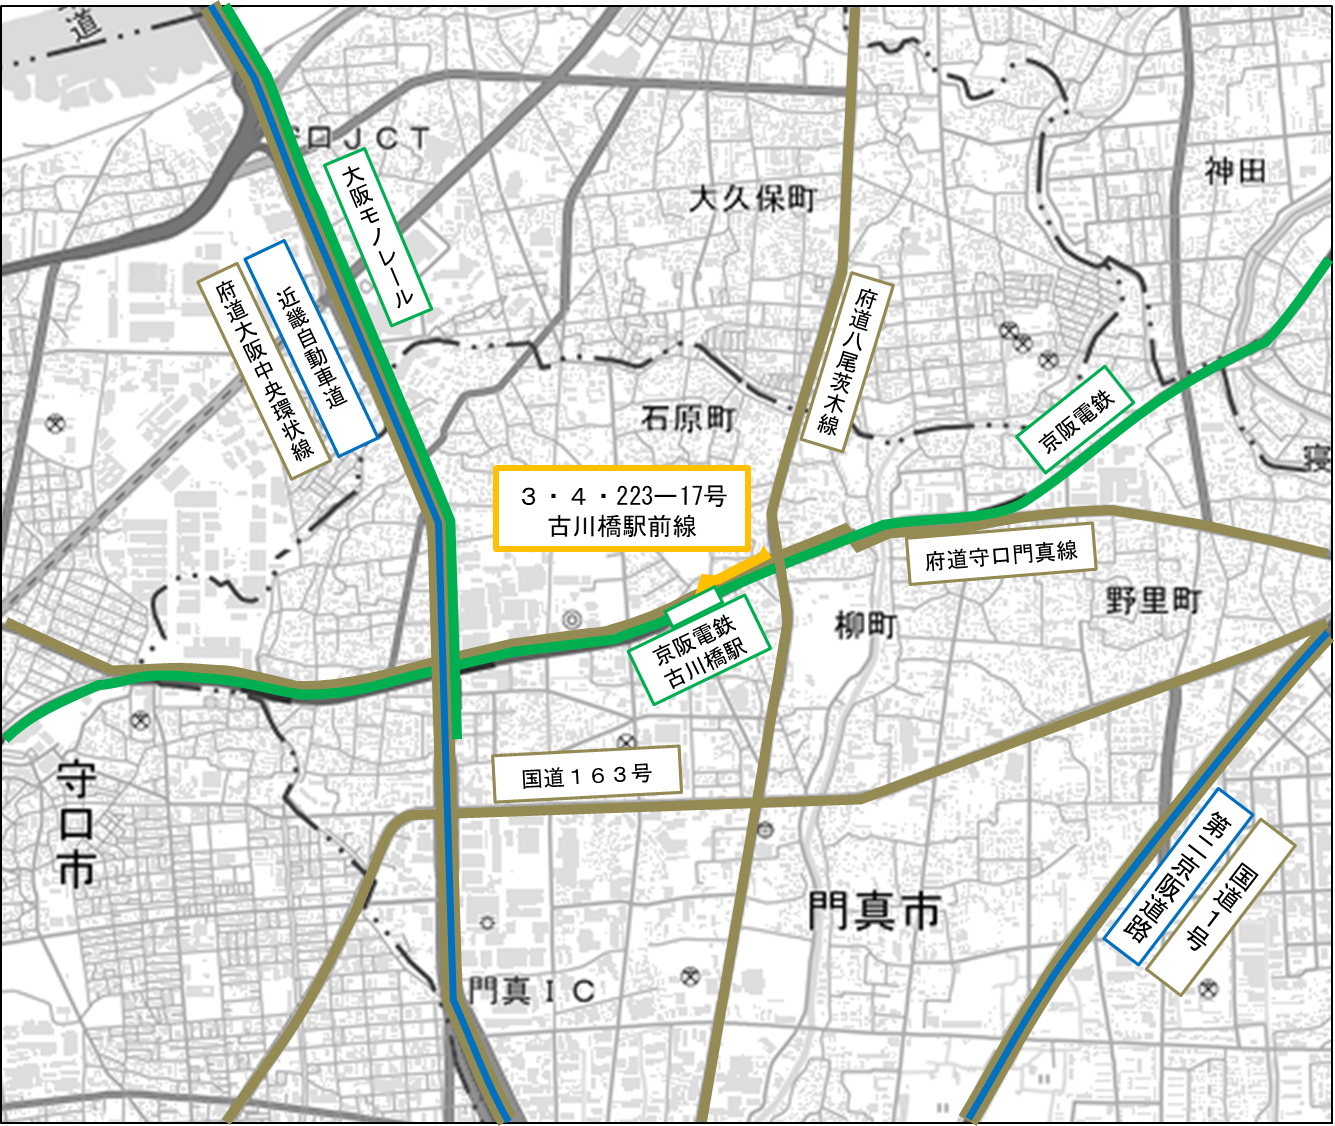 道
口ＪＣＴ
大阪モノレール
大久保町
神田
府道大阪中央環状線
近畿自動車道
府道八尾茨木線
石原町
京阪電鉄
寝
３・４・223ー17号
古川橋駅前線
府道守口門真線
野里町
柳町
京阪電鉄
古川橋駅
国道１６３号
守口市
門真市
第二京阪道路
国道１号
門真ＩＣ